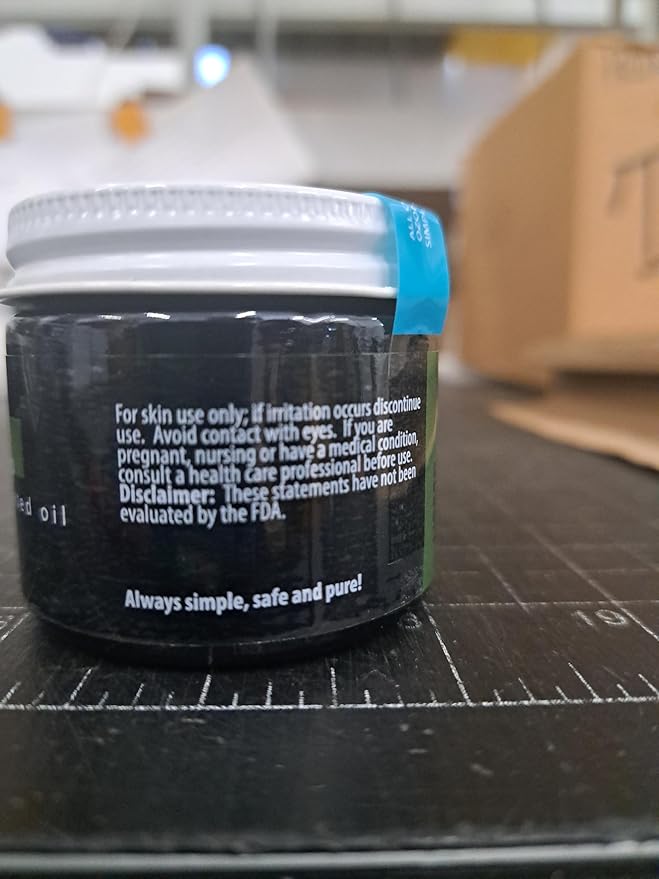 For skin use only; if irritation occurs discontinue
use. Avoid contact with eyes. If you are
pregnant, nursing or have a medical condition,
consult a health care professional before use.
Disclaimer: These statements have not been
evaluated by the FDA.
oil
Always simple, safe and pure!
19